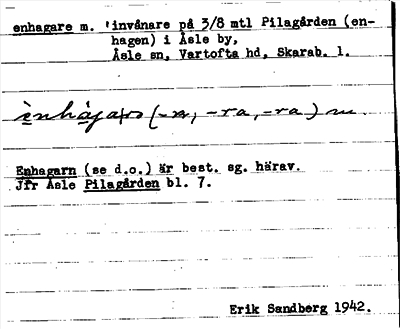 enhagare m. 'invånare på 3/8 mtl Pilagården (en-
hagen) i Åsle by,
Åsle sn, Vartofta hd, Skarab. l.
(-n, -ra, -ra) m.
Enhagarn (se d.o.) är best. sg. härav.
Jfr Åsle Pilagården bl. 7.
Erik Sandberg 1942.